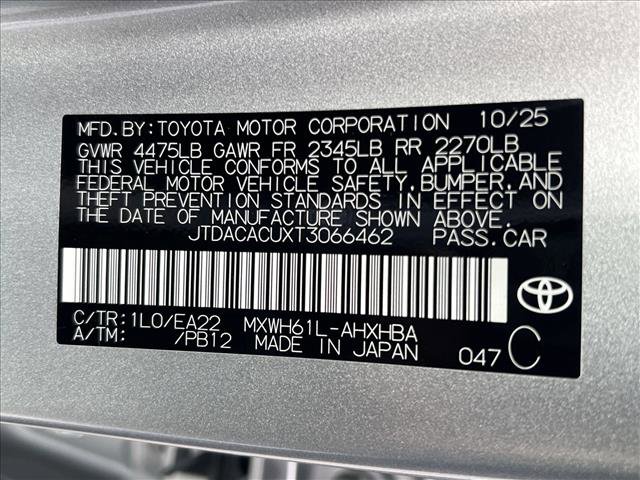 MFD.BY:TOYOTA MOTOR CORPORATION 10/25
GVWR 4475LB GAWR FR 2345LB RR 2270LB
THIS VEHICLE CONFORMS TO ALL APPLICABLE
FEDERAL MOTOR VEHICLE SAFETY,BUMPER,AND
THEFT PREVENTION STANDARDS IN EFFECT ON
THE DATE OF MANUFACTURE SHOWN ABOVE.
JTDACACUXT3066462 PASS.CAR
C/TR:1L0/EA22 MXWH61L-AHXHBA
A/TM: /PB12 MADE IN JAPAN 047 C